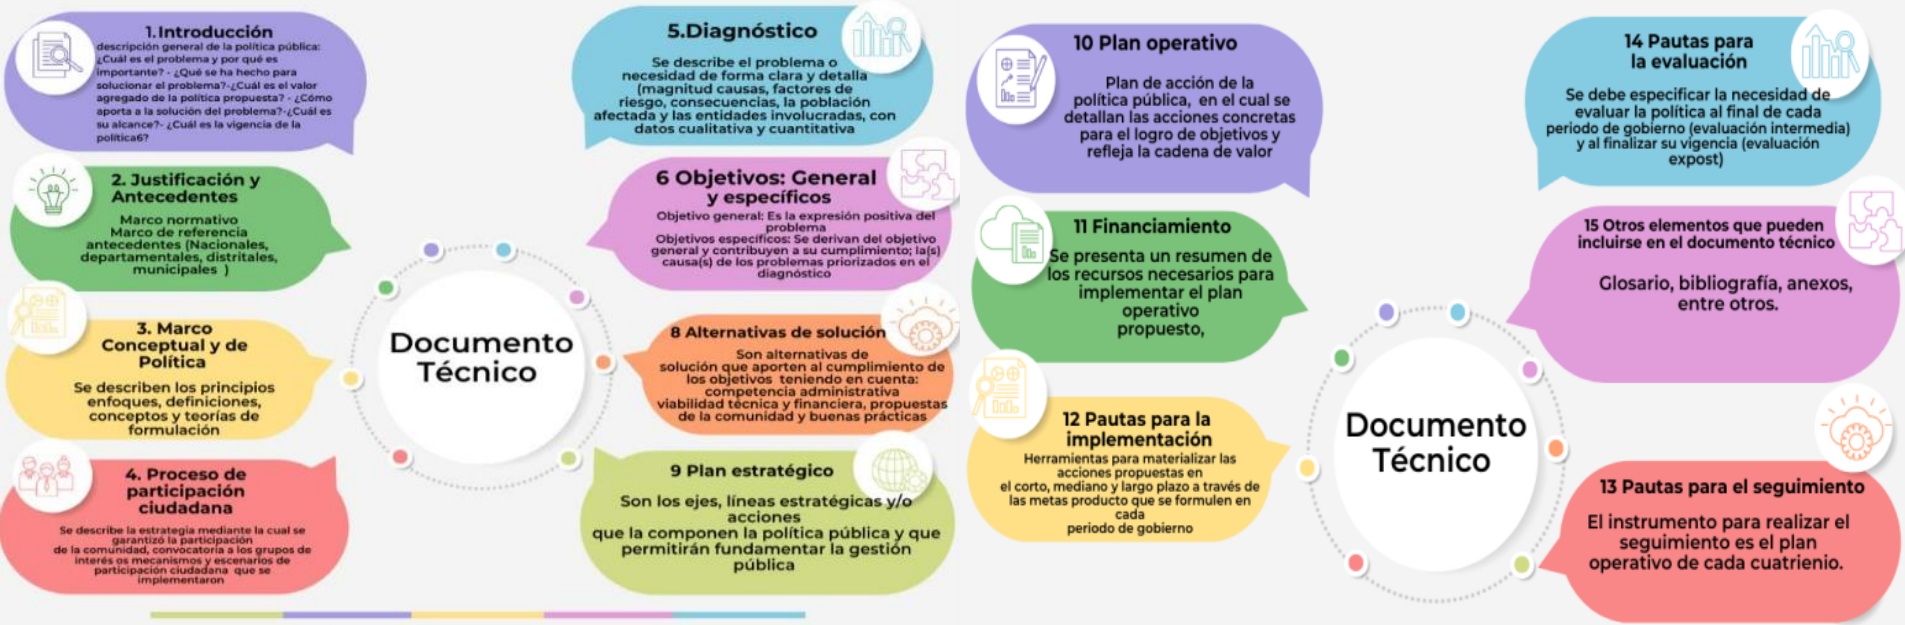 1. Introducción
descripción general de la política pública:
¿Cuál es el problema y por qué es
importante? - ¿Qué se ha hecho para
solucionar el problema?-¿Cuál es el valor
agregado de la política propuesta? - ¿Cómo
aporta a la solución del problema?-¿Cuál es
su alcance?- ¿Cuál es la vigencia de la
política6?
2. Justificación y
Antecedentes
Marco normativo
Marco de referencia
antecedentes (Nacionales,
departamentales, distritales,
municipales )
3. Marco
Conceptual y de
Política
Se describen los principios
enfoques, definiciones,
conceptos y teorías de
formulación
4. Proceso de
participación
ciudadana
Se describe la estrategia mediante la cual se
garantizó la participación
de la comunidad, convocatoria a los grupos de
interés os mecanismos y escenarios de
participación ciudadana que se
implementaron
Documento
Técnico
5.Diagnóstico
Se describe el problema o
necesidad de forma clara y detalla
(magnitud causas, factores de
riesgo, consecuencias, la población
afectada y las entidades involucradas, con
datos cualitativa y cuantitativa
6 Objetivos: General
y específicos
Objetivo general: Es la expresión positiva del
problema
Objetivos específicos: Se derivan del objetivo
general y contribuyen a su cumplimiento; la(s)
causa(s) de los problemas priorizados en el
diagnóstico
8 Alternativas de solución
Son alternativas de
solución que aporten al cumplimiento de
los objetivos teniendo en cuenta:
competencia administrativa
viabilidad técnica y financiera, propuestas
de la comunidad y buenas prácticas
9 Plan estratégico
Son los ejes, líneas estratégicas y/o
acciones
que la componen la política pública y que
permitirán fundamentar la gestión
pública
10 Plan operativo
Plan de acción de la
política pública, en el cual se
detallan las acciones concretas
para el logro de objetivos y
refleja la cadena de valor
11 Financiamiento
Se presenta un resumen de
los recursos necesarios para
implementar el plan
operativo
propuesto,
12 Pautas para la
implementación
Herramientas para materializar las
acciones propuestas en
el corto, mediano y largo plazo a través de
las metas producto que se formulen en
cada
periodo de gobierno
Documento
Técnico
14 Pautas para
la evaluación
Se debe especificar la necesidad de
evaluar la política al final de cada
periodo de gobierno (evaluación intermedia)
y al finalizar su vigencia (evaluación
expost)
15 Otros elementos que pueden
incluirse en el documento técnico
Glosario, bibliografía, anexos,
entre otros.
13 Pautas para el seguimiento
El instrumento para realizar el
seguimiento es el plan
operativo de cada cuatrienio.